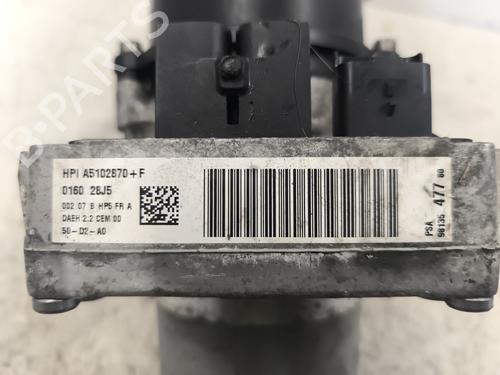 HPI A5102870+F
0160 28J5
002 07 B HP5 FR A
DAEH 2.2 CEM 00
50-D2-A0
PSA
98135 477 80
B-PARTS